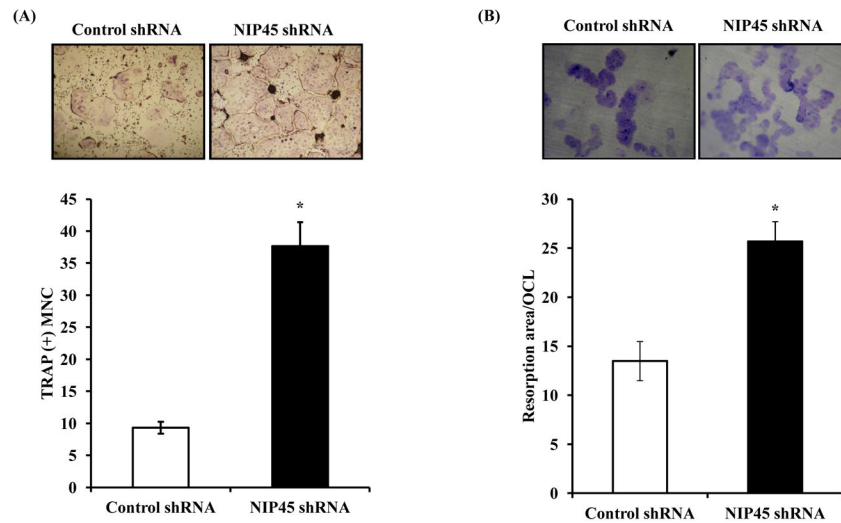 (A)
Control shRNA NIP45 shRNA
TRAP (+) MNC
45
40
35
30
25
20
15
10
5
0
*
Control shRNA NIP45 shRNA
(B)
Control shRNA NIP45 shRNA
Resorption area/OCL
30
25
20
15
10
5
0
*
Control shRNA NIP45 shRNA